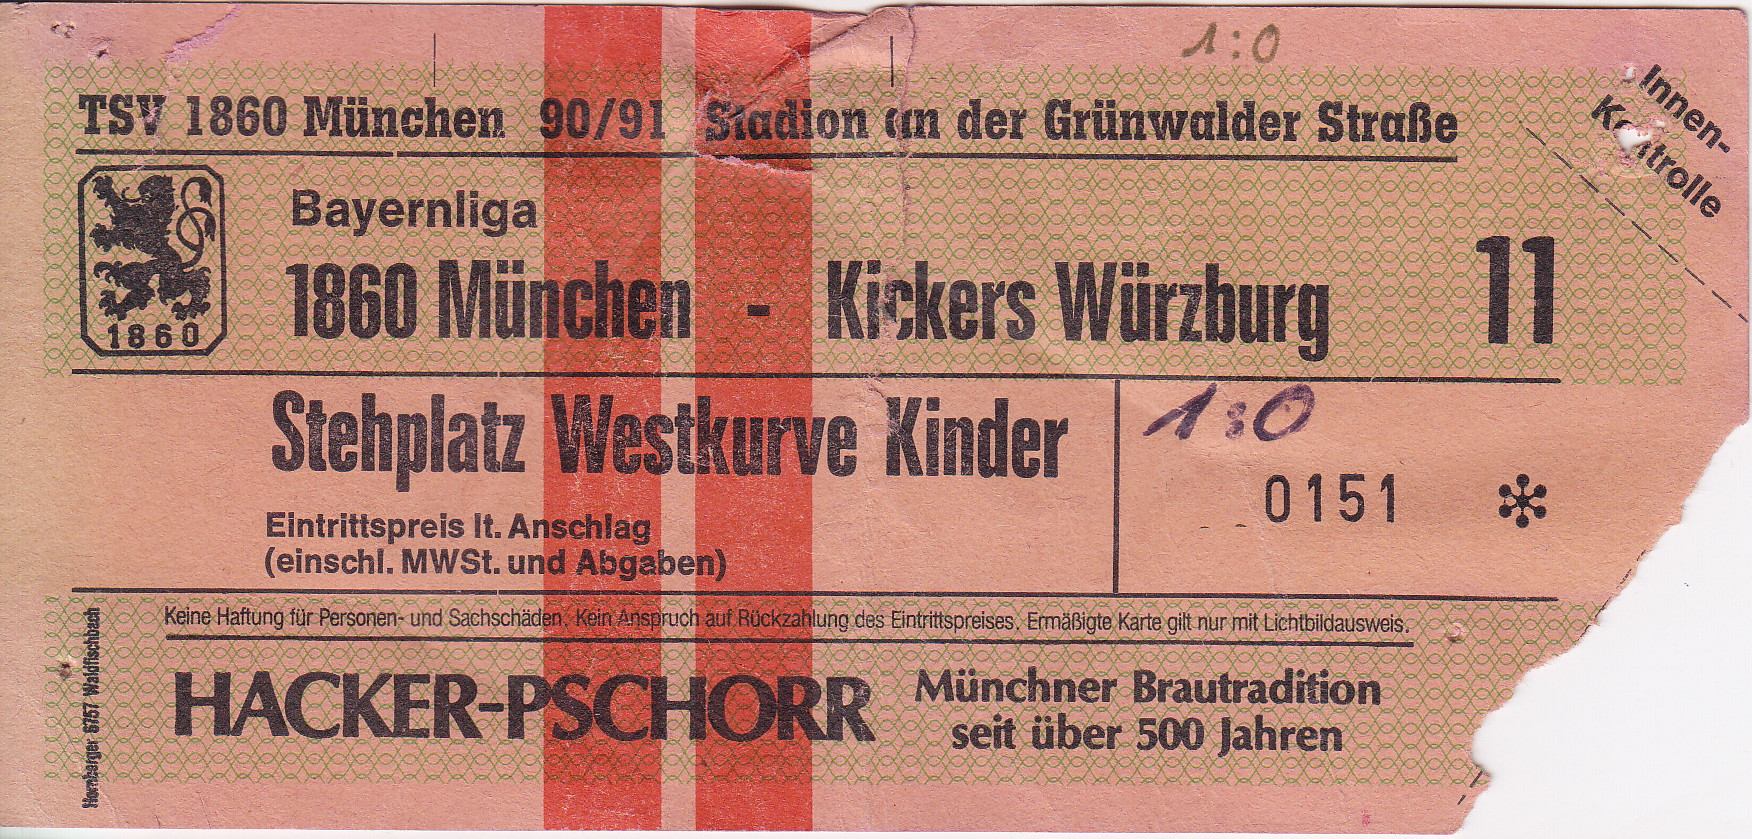 1:0
TSV 1860 München 90/91 Stadion an der Grünwalder Straße
Innen-
Kontrolle
1860
Bayernliga
1860 München - Kickers Würzburg
11
Stehplatz Westkurve Kinder
1:0
0151 *
Eintrittspreis lt. Anschlag
(einschl. MWSt. und Abgaben)
Keine Haftung für Personen- und Sachschäden. Kein Anspruch auf Rückzahlung des Eintrittspreises. Ermäßigte Karte gilt nur mit Lichtbildausweis.
HACKER-PSCHORR
Münchner Brautradition
seit über 500 Jahren
Hornberger 6757 Waldfischbach